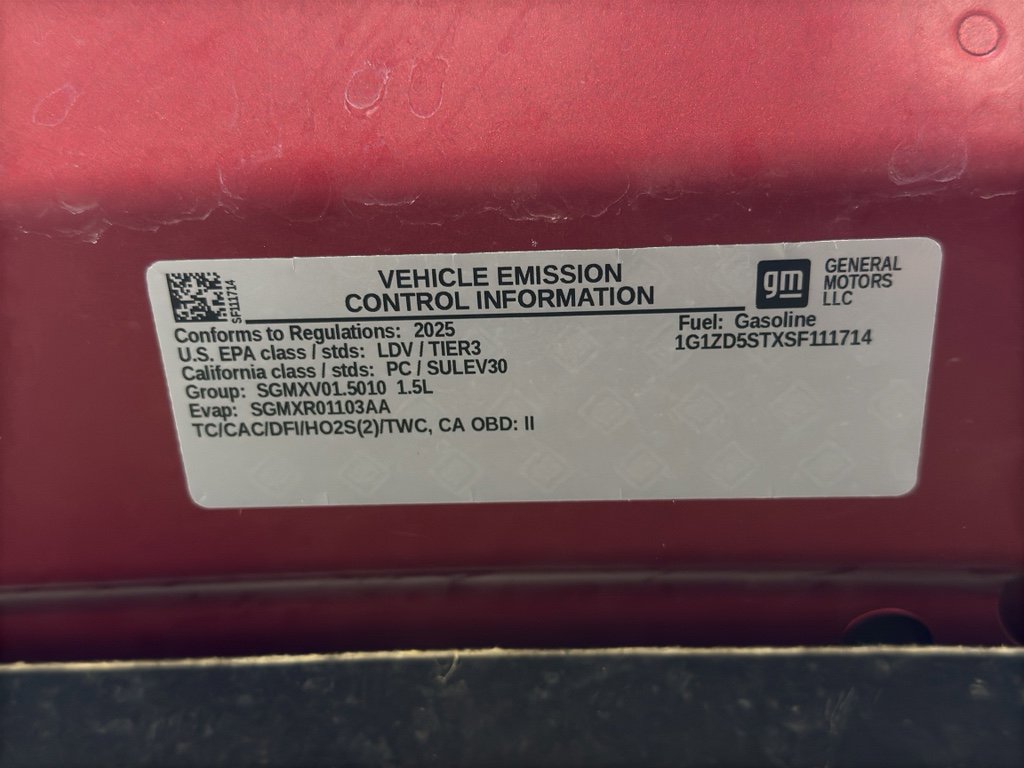 SF111714
VEHICLE EMISSION
CONTROL INFORMATION
gm
GENERAL
MOTORS
LLC
Conforms to Regulations: 2025
U.S. EPA class / stds: LDV / TIER3
California class / stds: PC / SULEV30
Group: SGMXV01.5010 1.5L
Evap: SGMXR01103AA
TC/CAC/DFI/HO2S(2)/TWC, CA OBD: II
Fuel: Gasoline
1G1ZD5STXSF111714